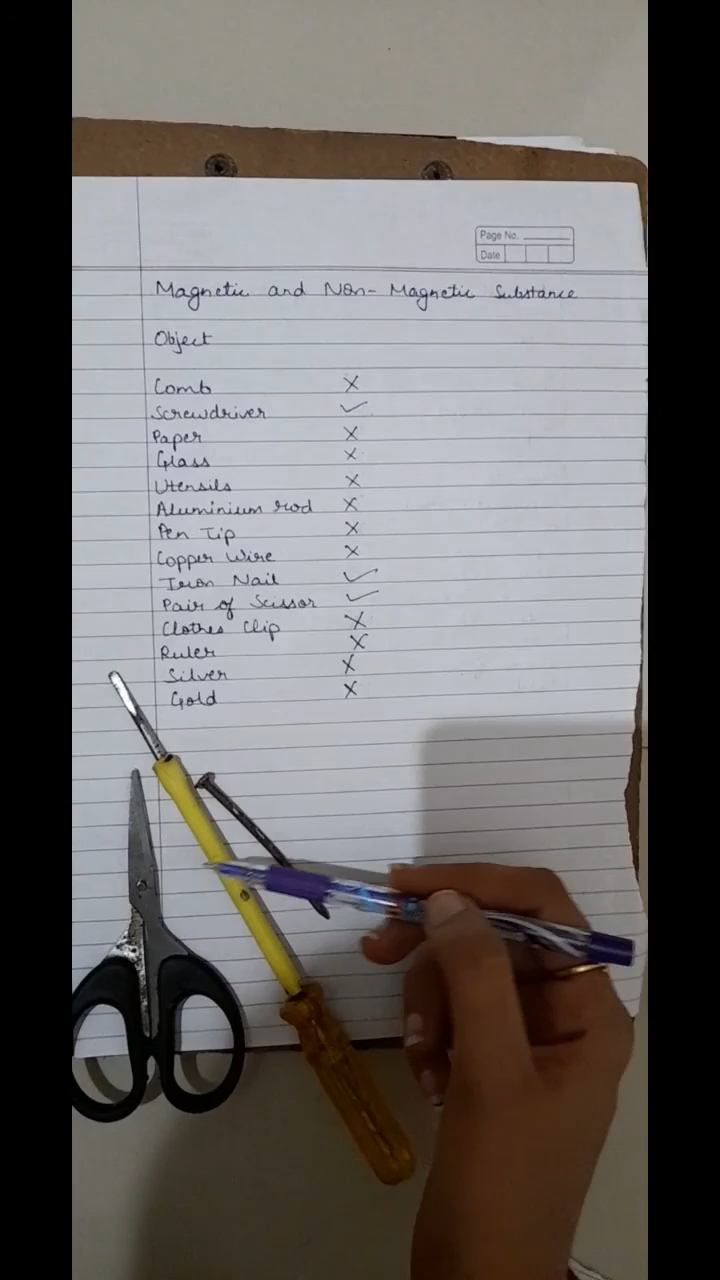 Page No.
Date
Magnetic and Non-Magnetic Substance
Object
Comb X
Screwdriver ✓
Paper X
Glass X
Utensils X
Aluminium rod X
Pen Tip X
Copper Wire X
Iron Nail ✓
Pair of Scissor ✓
Clothes Clip X
Ruler X
Silver X
Gold X